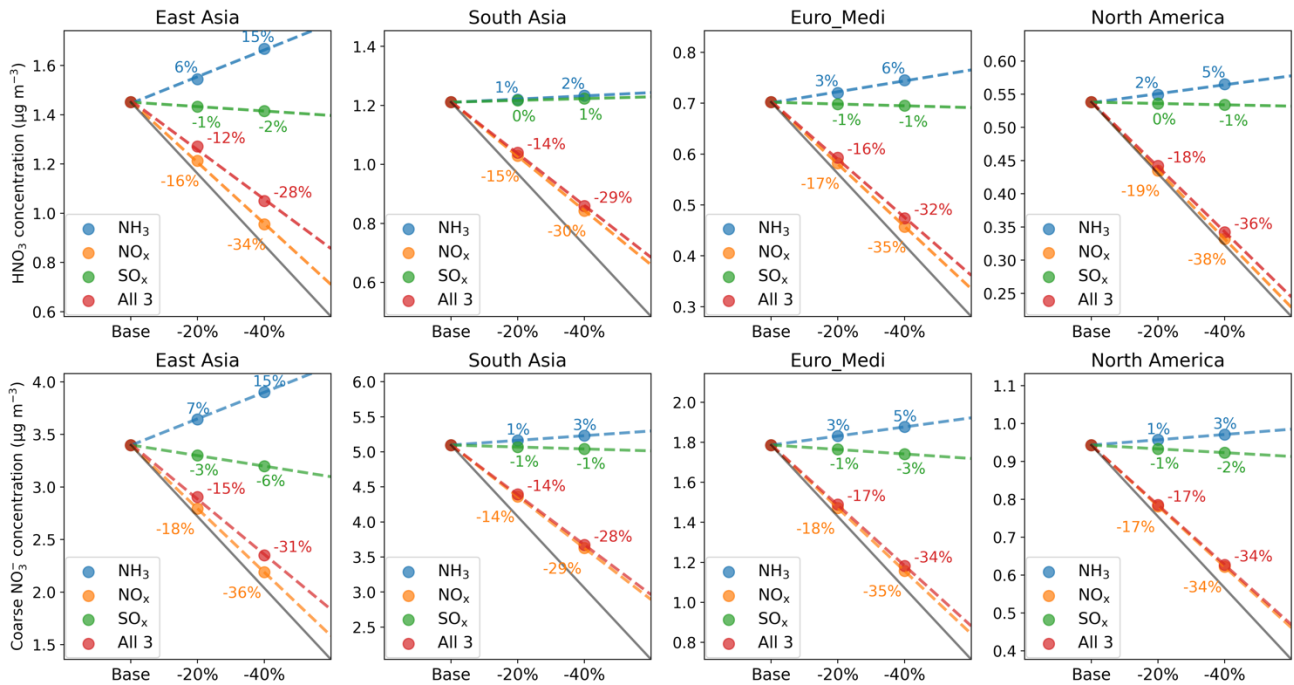 East Asia
HNO₃ concentration (µg m⁻³)
1.6
1.4
1.2
1.0
0.8
0.6
6%
15%
-1%
-2%
-12%
-28%
-16%
-34%
NH₃
NOₓ
SOₓ
All 3
Base
-20%
-40%
South Asia
1.4
1.2
1.0
0.8
0.6
1%
2%
0%
1%
-14%
-29%
-15%
-30%
NH₃
NOₓ
SOₓ
All 3
Base
-20%
-40%
Euro_Medi
0.8
0.7
0.6
0.5
0.4
0.3
3%
6%
-1%
-1%
-16%
-32%
-17%
-35%
NH₃
NOₓ
SOₓ
All 3
Base
-20%
-40%
North America
0.60
0.55
0.50
0.45
0.40
0.35
0.30
0.25
2%
5%
0%
-1%
-18%
-36%
-19%
-38%
NH₃
NOₓ
SOₓ
All 3
Base
-20%
-40%
East Asia
Coarse NO₃⁻ concentration (µg m⁻³)
4.0
3.5
3.0
2.5
2.0
1.5
7%
15%
-3%
-6%
-15%
-31%
-18%
-36%
NH₃
NOₓ
SOₓ
All 3
Base
-20%
-40%
South Asia
6.0
5.5
5.0
4.5
4.0
3.5
3.0
2.5
1%
3%
-1%
-1%
-14%
-28%
-14%
-29%
NH₃
NOₓ
SOₓ
All 3
Base
-20%
-40%
Euro_Medi
2.0
1.8
1.6
1.4
1.2
1.0
0.8
3%
5%
-1%
-3%
-17%
-34%
-18%
-35%
NH₃
NOₓ
SOₓ
All 3
Base
-20%
-40%
North America
1.1
1.0
0.9
0.8
0.7
0.6
0.5
0.4
1%
3%
-1%
-2%
-17%
-34%
-17%
-34%
NH₃
NOₓ
SOₓ
All 3
Base
-20%
-40%